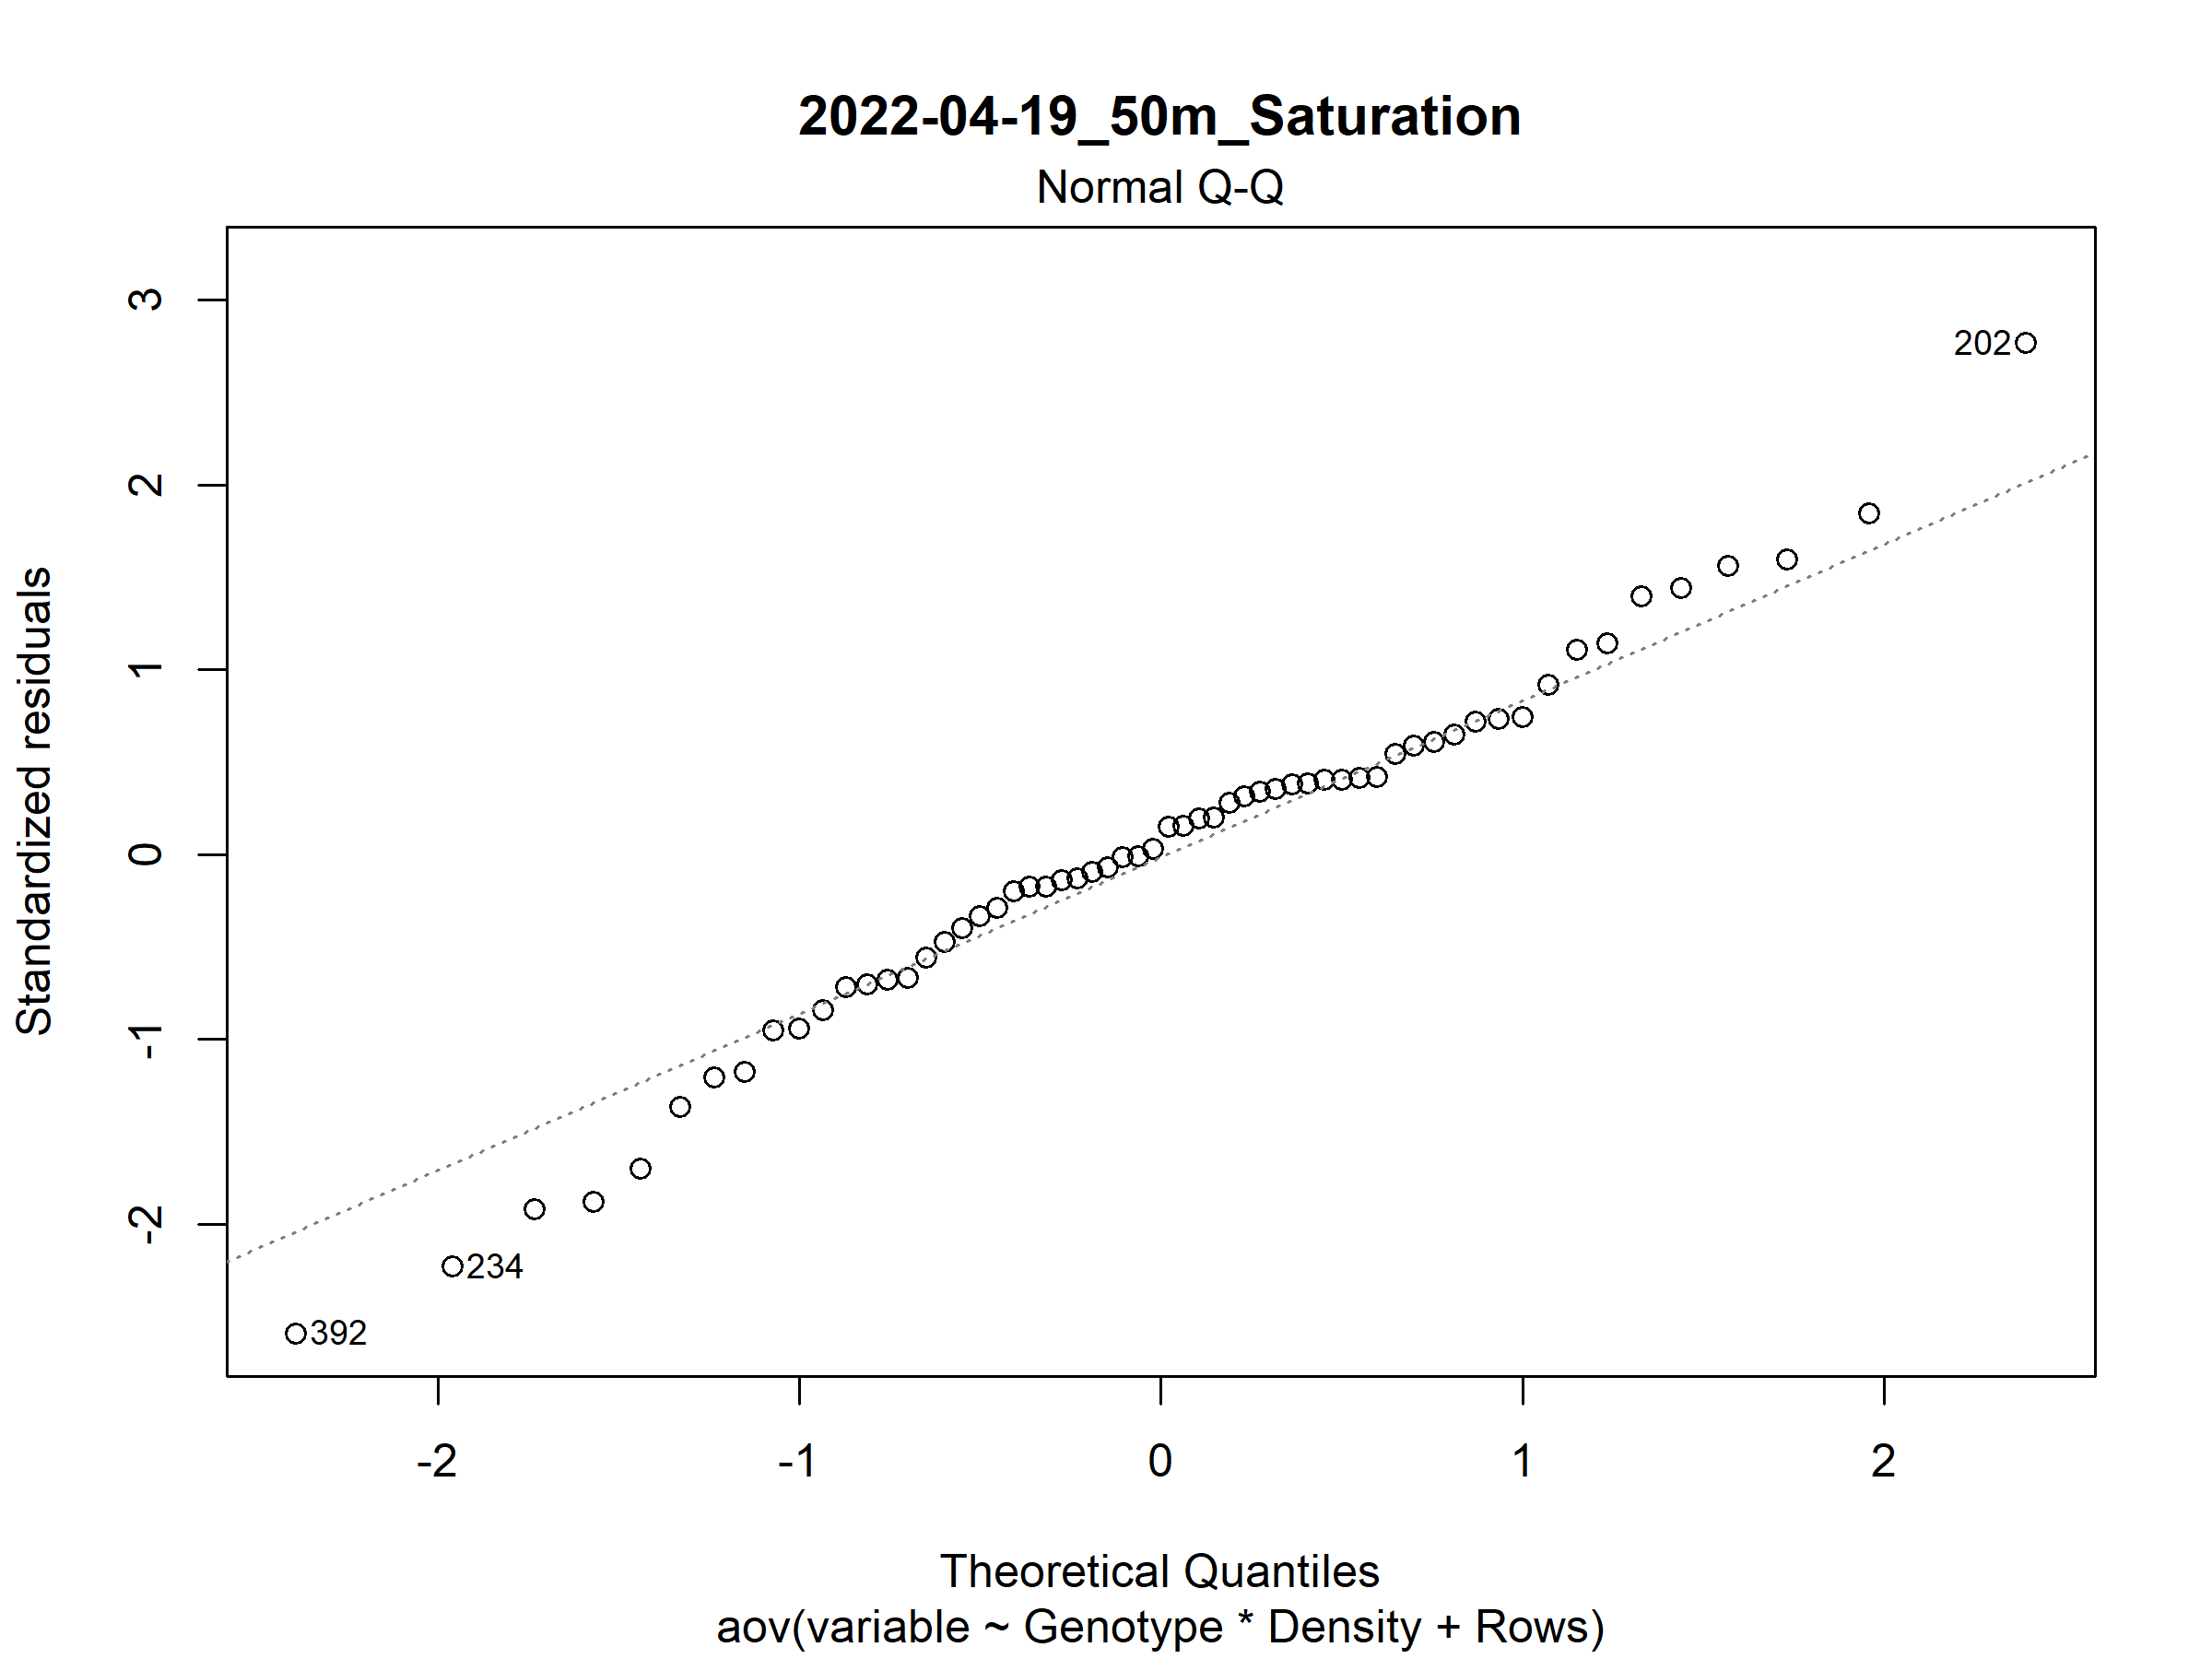 2022-04-19_50m_Saturation
Normal Q-Q
Standardized residuals
3
2
1
0
-1
-2
202
234
392
-2
-1
0
1
2
Theoretical Quantiles
aov(variable ~ Genotype * Density + Rows)